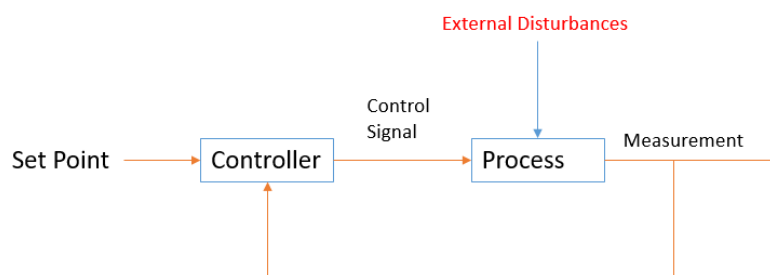 External Disturbances
Control
Signal
Set Point
Controller
Process
Measurement